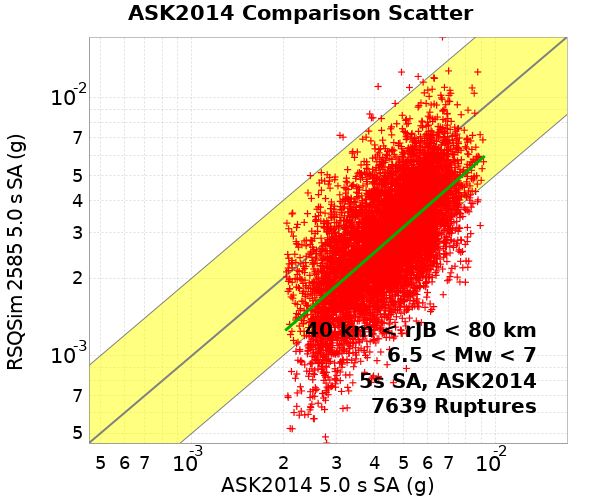 ASK2014 Comparison Scatter
RSQSim 2585 5.0 s SA (g)
10-2
7
5
4
3
2
10-3
7
5
40 km < rJB < 80 km
6.5 < Mw < 7
5s SA, ASK2014
7639 Ruptures
5 6 7 10-3 2 3 4 5 6 7 10-2
ASK2014 5.0 s SA (g)